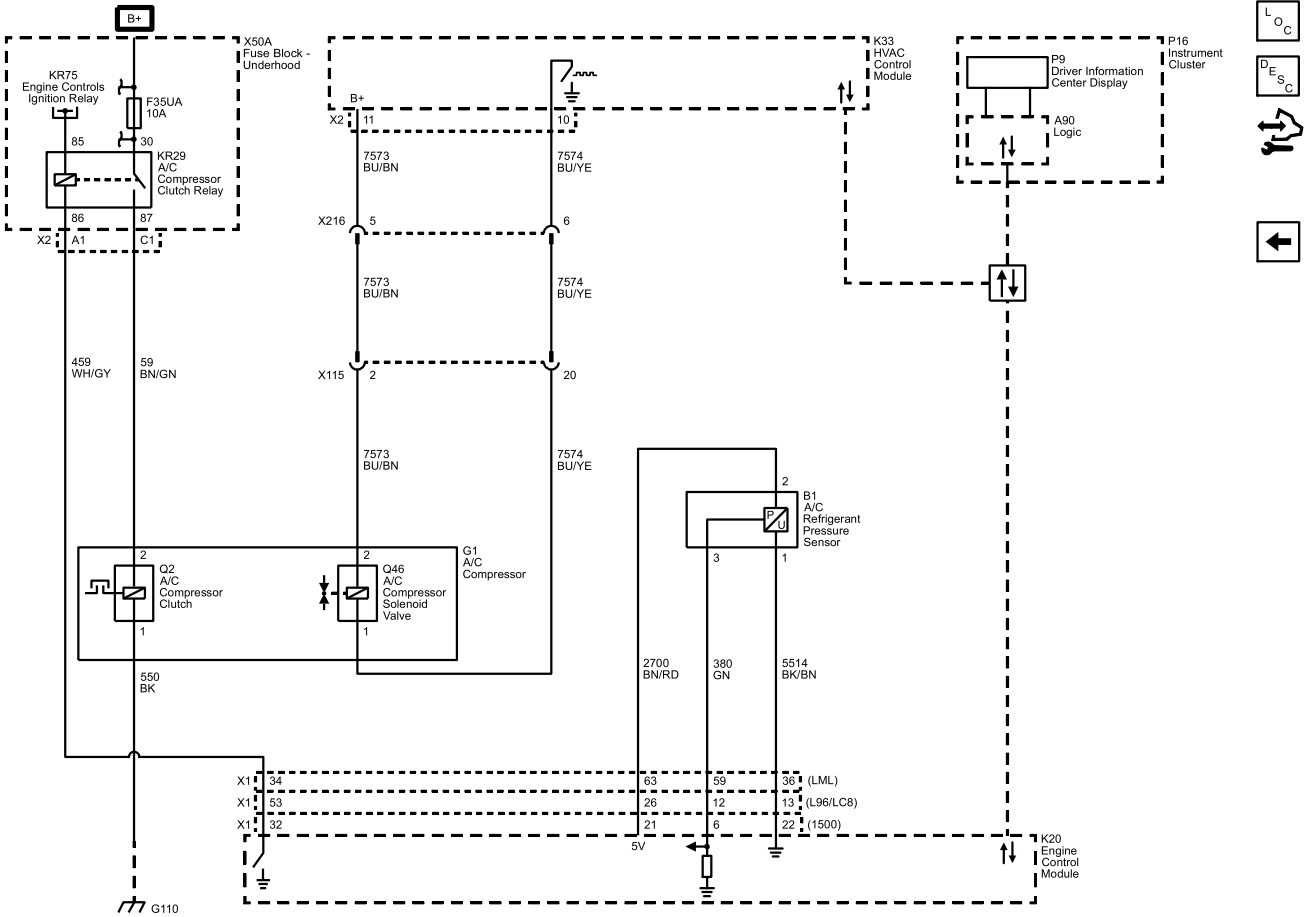 B+
X50A
Fuse Block -
Underhood
KR75
Engine Controls
Ignition Relay
F35UA
10A
85
30
KR29
A/C
Compressor
Clutch Relay
86
87
X2
A1
C1
459
WH/GY
59
BN/GN
K33
HVAC
Control
Module
B+
X2
11
10
7573
BU/BN
7574
BU/YE
X216
5
6
7573
BU/BN
7574
BU/YE
X115
2
20
7573
BU/BN
7574
BU/YE
P16
Instrument
Cluster
P9
Driver Information
Center Display
A90
Logic
LOC
DESC
2
B1
A/C
Refrigerant
Pressure
Sensor
P
U
3
1
G1
A/C
Compressor
2
Q2
A/C
Compressor
Clutch
1
2
Q46
A/C
Compressor
Solenoid
Valve
1
550
BK
2700
BN/RD
380
GN
5514
BK/BN
X1 34 63 59 36 (LML)
X1 53 26 12 13 (L96/LC8)
X1 32 21 6 22 (1500)
5V
K20
Engine
Control
Module
G110